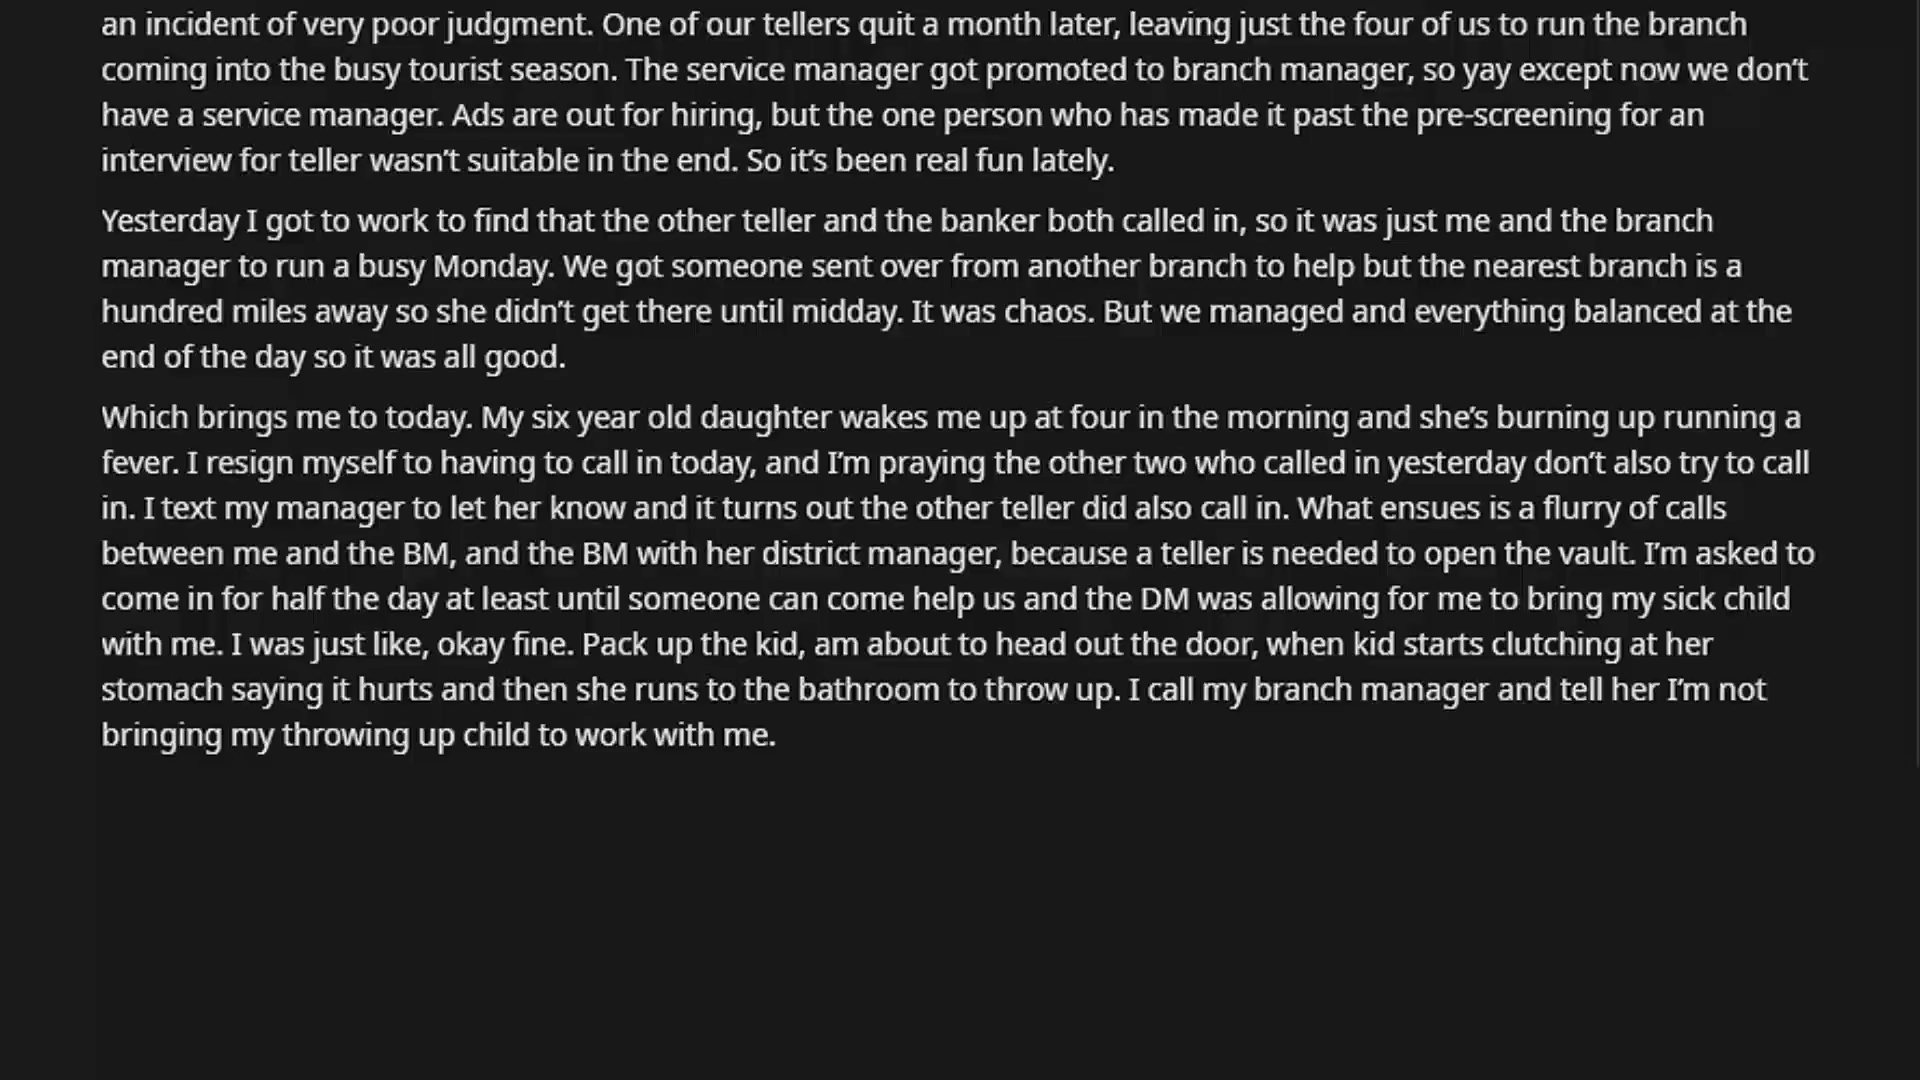 an incident of very poor judgment. One of our tellers quit a month later, leaving just the four of us to run the branch
coming into the busy tourist season. The service manager got promoted to branch manager, so yay except now we don’t
have a service manager. Ads are out for hiring, but the one person who has made it past the pre-screening for an
interview for teller wasn’t suitable in the end. So it’s been real fun lately.
Yesterday I got to work to find that the other teller and the banker both called in, so it was just me and the branch
manager to run a busy Monday. We got someone sent over from another branch to help but the nearest branch is a
hundred miles away so she didn’t get there until midday. It was chaos. But we managed and everything balanced at the
end of the day so it was all good.
Which brings me to today. My six year old daughter wakes me up at four in the morning and she’s burning up running a
fever. I resign myself to having to call in today, and I’m praying the other two who called in yesterday don’t also try to call
in. I text my manager to let her know and it turns out the other teller did also call in. What ensues is a flurry of calls
between me and the BM, and the BM with her district manager, because a teller is needed to open the vault. I’m asked to
come in for half the day at least until someone can come help us and the DM was allowing for me to bring my sick child
with me. I was just like, okay fine. Pack up the kid, am about to head out the door, when kid starts clutching at her
stomach saying it hurts and then she runs to the bathroom to throw up. I call my branch manager and tell her I’m not
bringing my throwing up child to work with me.